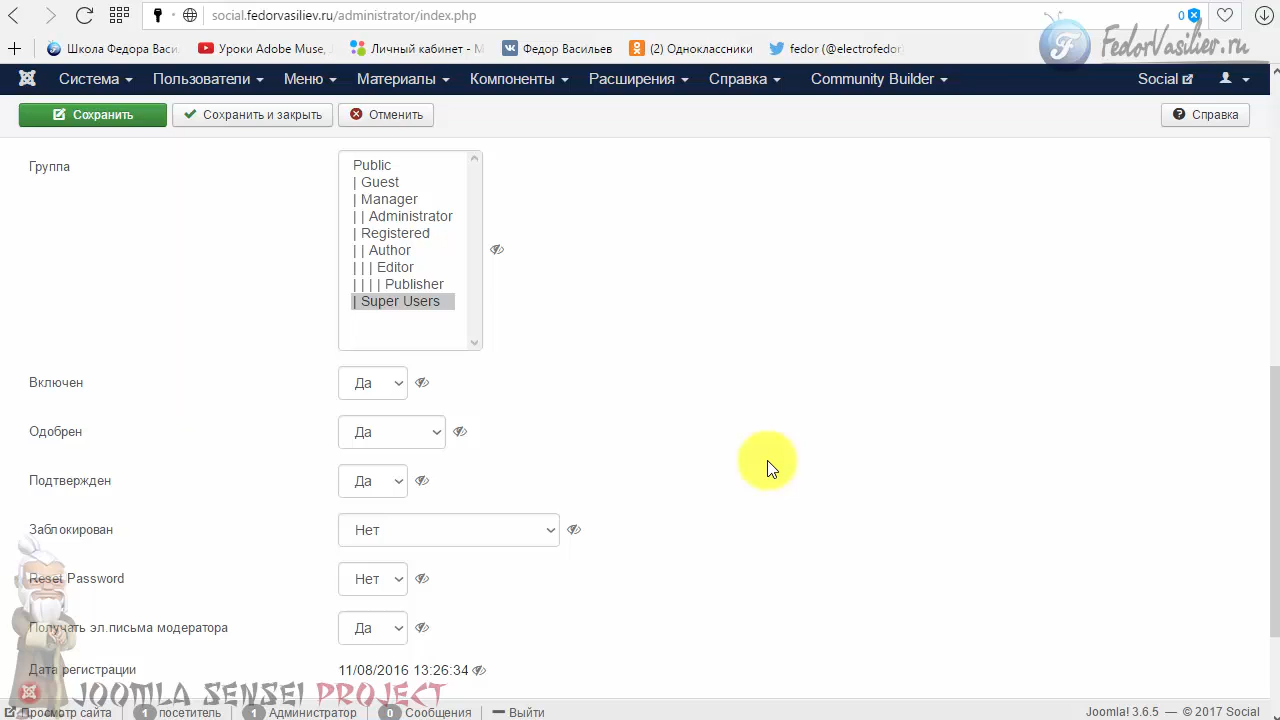 social.fedorvasiliev.ru/administrator/index.php
0
Школа Федора Васи.
Уроки Adobe Muse,
Личный кабинет - М
Федор Васильев
(2) Одноклассники
fedor (@electrofedor
FedorVasiliev.ru
Система
Пользователи
Меню
Материалы
Компоненты
Расширения
Справка
Community Builder
Social
Сохранить
Сохранить и закрыть
Отменить
Справка
Группа
Public
| Guest
| Manager
| | Administrator
| Registered
| | Author
| | | Editor
| | | | Publisher
| Super Users
Включен
Да
Одобрен
Да
Подтвержден
Да
Заблокирован
Нет
Reset Password
Нет
Получать эл.письма модератора
Да
Дата регистрации
11/08/2016 13:26:34
JOOMLA SENSEI PROJECT
Просмотр сайта
1 посетитель
1 Администратор
0 Сообщения
Выйти
Joomla! 3.6.5 — © 2017 Social